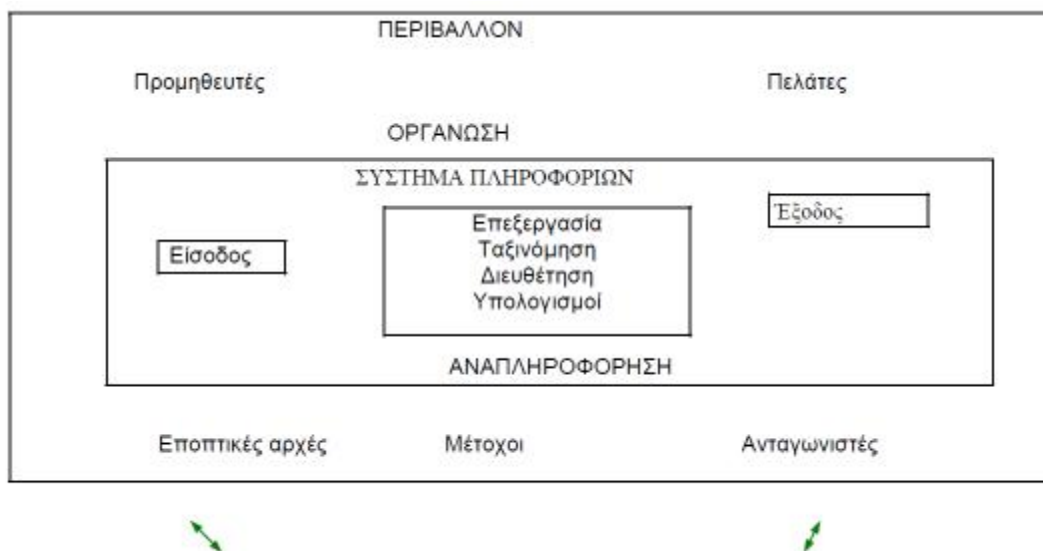 ΠΕΡΙΒΑΛΛΟΝ
Προμηθευτές Πελάτες
ΟΡΓΑΝΩΣΗ
ΣΥΣΤΗΜΑ ΠΛΗΡΟΦΟΡΙΩΝ
Είσοδος
Επεξεργασία
Ταξινόμηση
Διευθέτηση
Υπολογισμοί
Έξοδος
ΑΝΑΠΛΗΡΟΦΟΡΗΣΗ
Εποπτικές αρχές Μέτοχοι Ανταγωνιστές